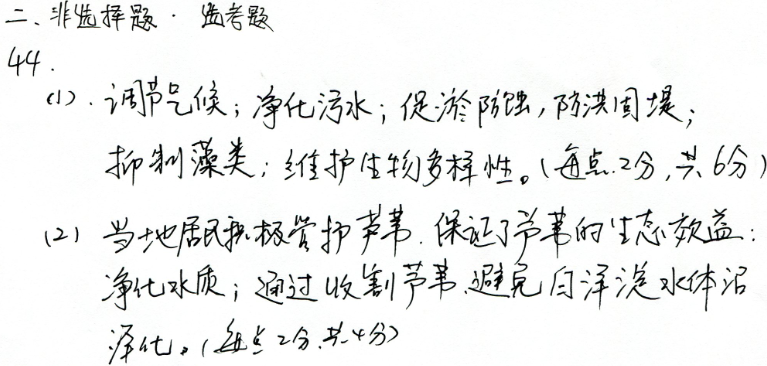 二、非选择题·选考题
44.
(1).调节气候;净化污水;促淤防蚀,防洪固堤;
抑制藻类;维护生物多样性。(每点2分,共6分)
(2) 当地居民积极管护芦苇.保证了芦苇的生态效益:
净化水质;通过收割芦苇.避免白洋淀水体沼
泽化。(每点2分.共4分)